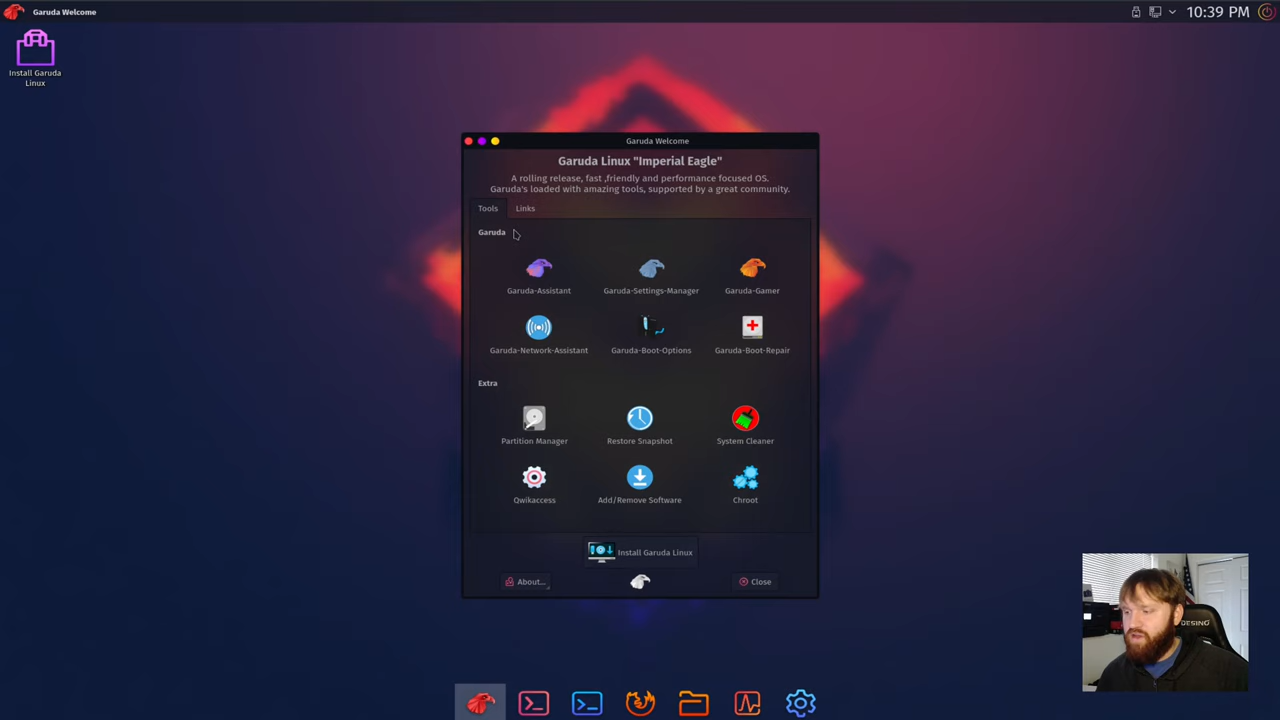 Garuda Welcome
10:39 PM
Install Garuda
Linux
Garuda Welcome
Garuda Linux "Imperial Eagle"
A rolling release, fast ,friendly and performance focused OS.
Garuda's loaded with amazing tools, supported by a great community.
Tools Links
Garuda
Garuda-Assistant Garuda-Settings-Manager Garuda-Gamer
Garuda-Network-Assistant Garuda-Boot-Options Garuda-Boot-Repair
Extra
Partition Manager Restore Snapshot System Cleaner
Qwikaccess Add/Remove Software Chroot
Install Garuda Linux
About... Close
DESINO